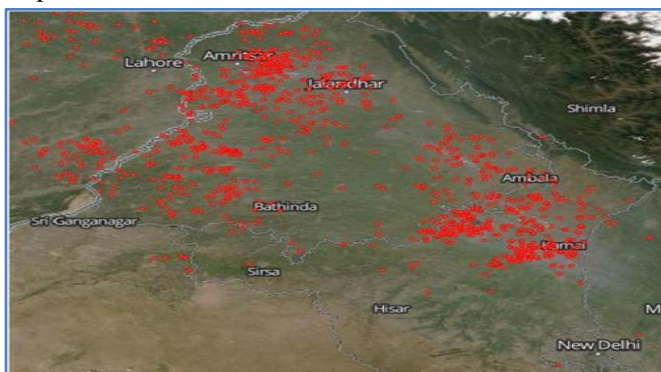 Lahore
Amritsar
Jalandhar
Shimla
Ambala
Sri Ganganagar
Bathinda
Karnal
Sirsa
Hisar
New Delhi